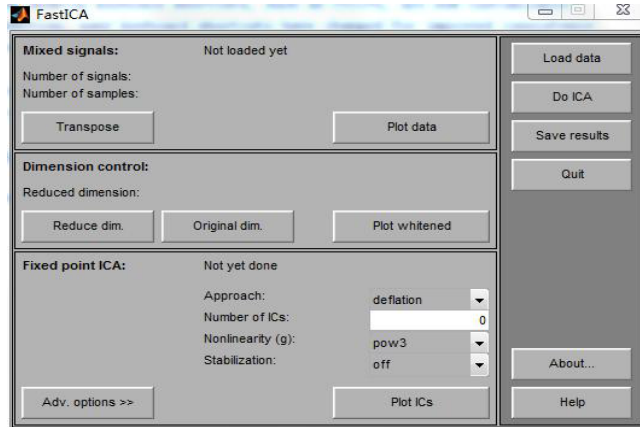 FastICA
Mixed signals: Not loaded yet
Number of signals:
Number of samples:
Transpose Plot data
Dimension control:
Reduced dimension:
Reduce dim. Original dim. Plot whitened
Fixed point ICA: Not yet done
Approach: deflation
Number of ICs: 0
Nonlinearity (g): pow3
Stabilization: off
Adv. options >> Plot ICs
Load data
Do ICA
Save results
Quit
About...
Help